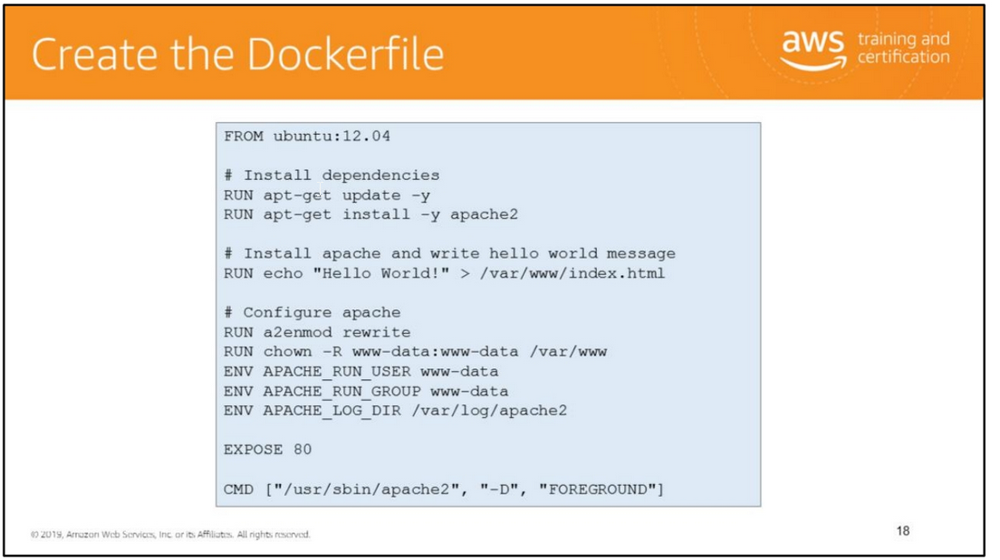 Create the Dockerfile
aws training and
certification
FROM ubuntu:12.04
# Install dependencies
RUN apt-get update -y
RUN apt-get install -y apache2
# Install apache and write hello world message
RUN echo "Hello World!" > /var/www/index.html
# Configure apache
RUN a2enmod rewrite
RUN chown -R www-data:www-data /var/www
ENV APACHE_RUN_USER www-data
ENV APACHE_RUN_GROUP www-data
ENV APACHE_LOG_DIR /var/log/apache2
EXPOSE 80
CMD ["/usr/sbin/apache2", "-D", "FOREGROUND"]
© 2019, Amazon Web Services, Inc. or its Affiliates. All rights reserved.
18